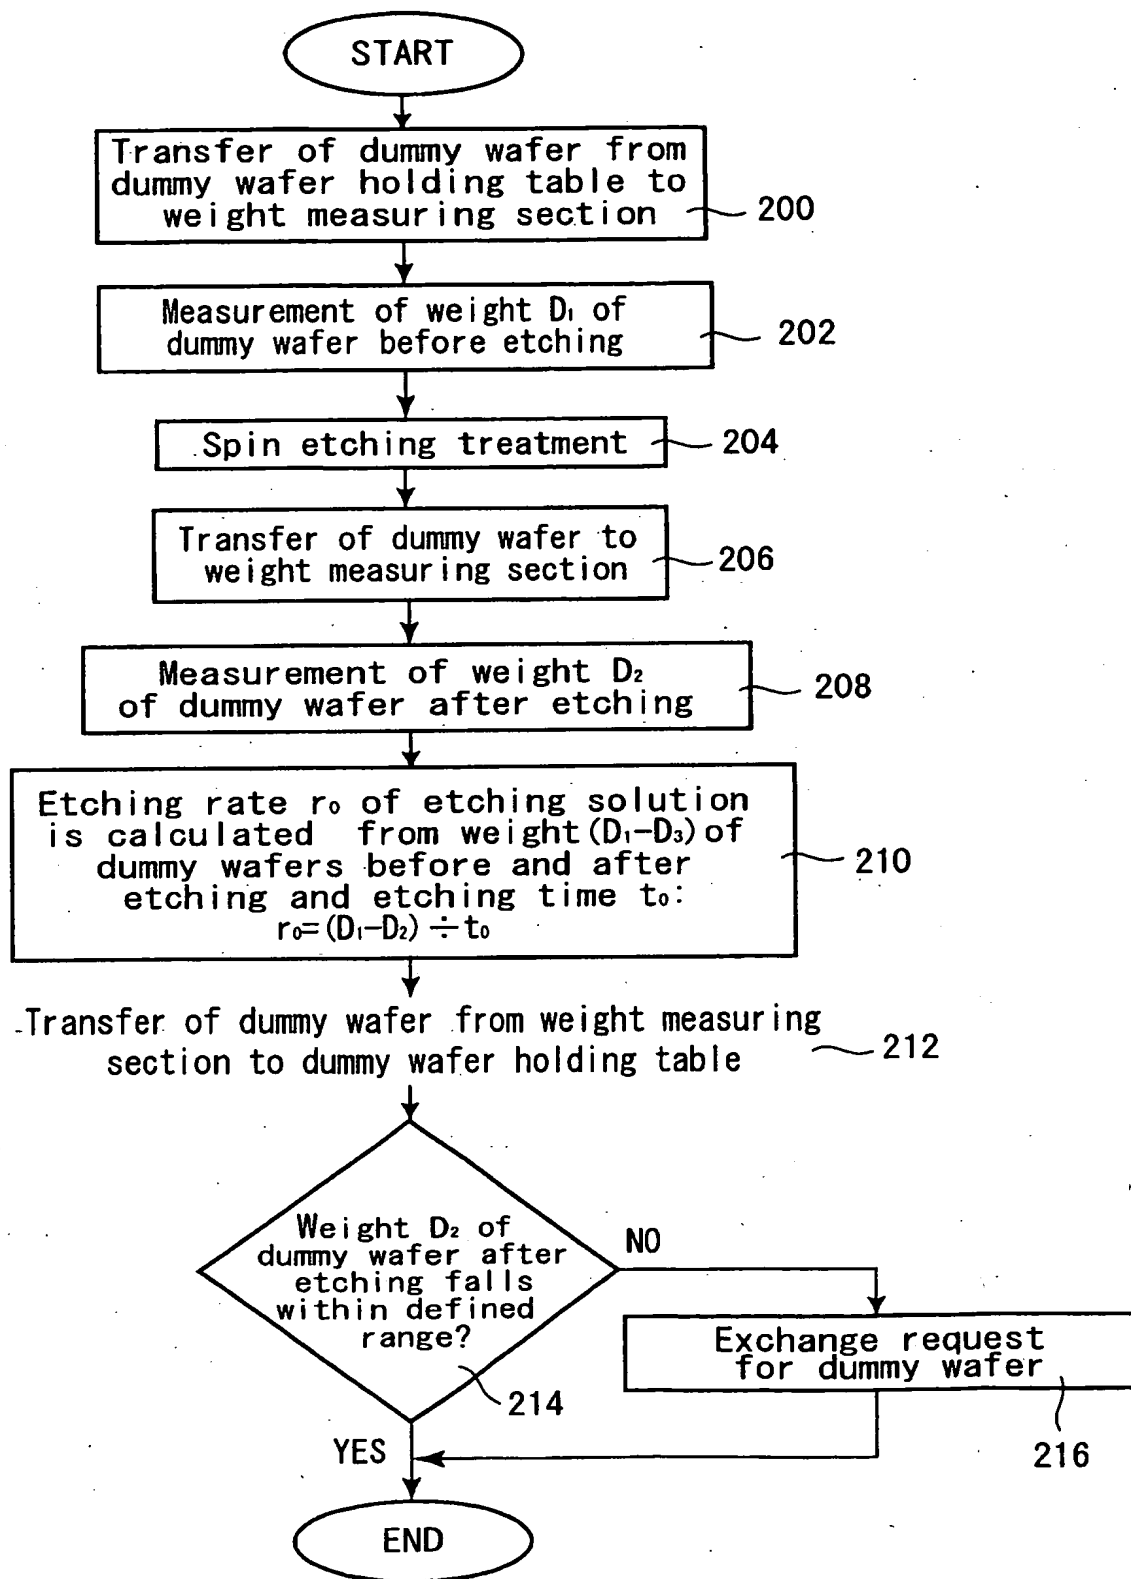 START
Transfer of dummy wafer from
dummy wafer holding table to
weight measuring section
200
Measurement of weight D₁ of
dummy wafer before etching
202
Spin etching treatment
204
Transfer of dummy wafer to
weight measuring section
206
Measurement of weight D₂
of dummy wafer after etching
208
Etching rate r₀ of etching solution
is calculated from weight (D₁-D₃) of
dummy wafers before and after
etching and etching time t₀:
r₀=(D₁-D₂)÷t₀
210
Transfer of dummy wafer from weight measuring
section to dummy wafer holding table
212
Weight D₂ of
dummy wafer after
etching falls
within defined
range?
214
NO
Exchange request
for dummy wafer
216
YES
END